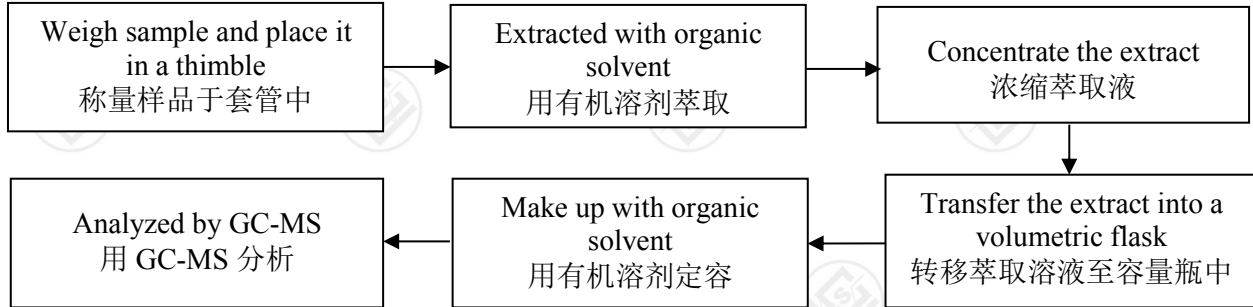 Weigh sample and place it
in a thimble
称量样品于套管中
Extracted with organic
solvent
用有机溶剂萃取
Concentrate the extract
浓缩萃取液
Transfer the extract into a
volumetric flask
转移萃取溶液至容量瓶中
Make up with organic
solvent
用有机溶剂定容
Analyzed by GC-MS
用 GC-MS 分析